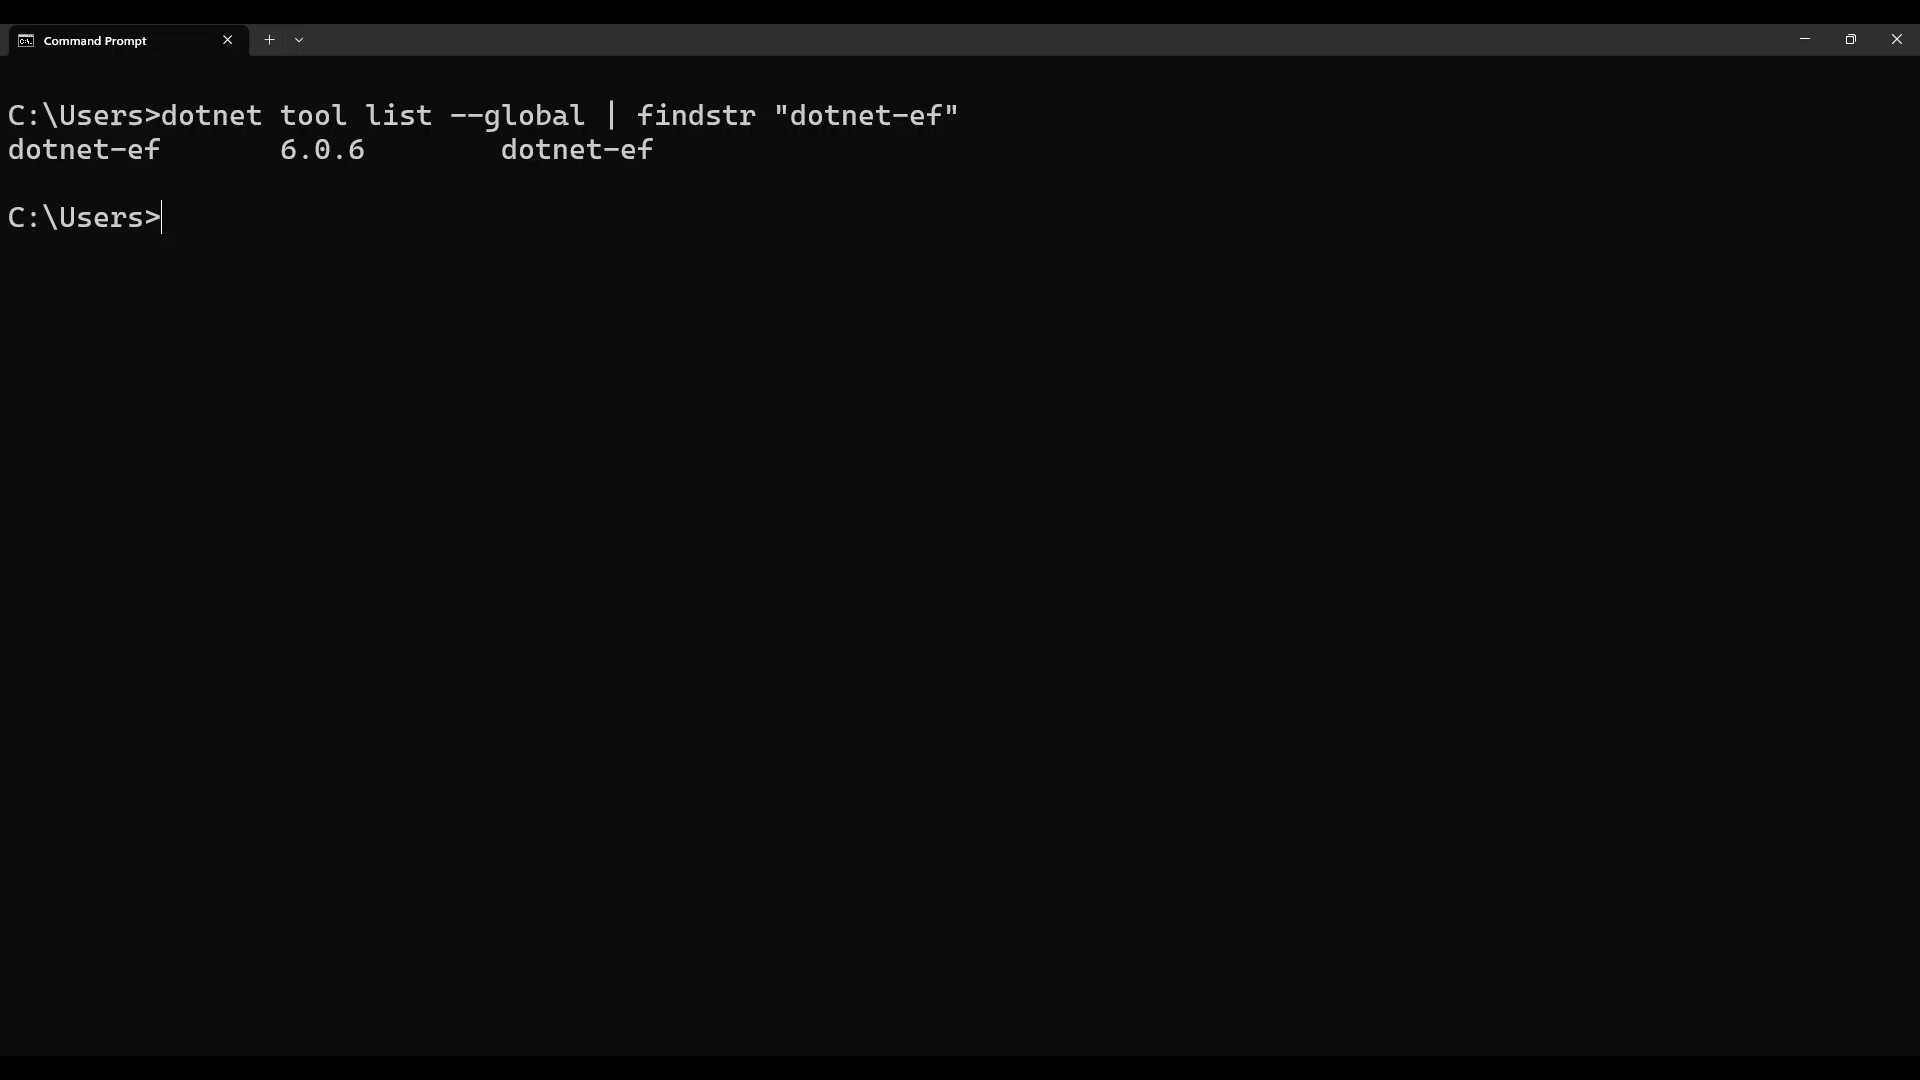 Command Prompt
C:\Users>dotnet tool list --global | findstr "dotnet-ef"
dotnet-ef       6.0.6        dotnet-ef
C:\Users>